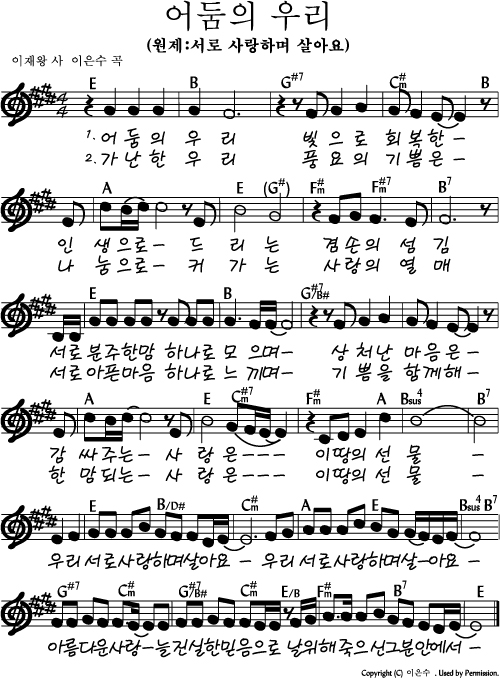 어둠의 우리
(원제:서로 사랑하며 살아요)
이재왕 사 이은수 곡
E B G#7 C#m B
4/4
1. 어 둠 의 우 리 빛 으 로 회 복 한 -
2. 가 난 한 우 리 풍 요 의 기 쁨 은 -
A E (G#) F#m F#m7 B7
인 생으로- 드 리 는 겸 손의 섬 김
나 눔으로- 커 가 는 사 랑의 열 매
E B G#7/B#
서로 분주한맘 하나로 모 으며- 상 처난 마음 은-
서로 아픈마음 하나로 느 끼며- 기 쁨을 함께해-
A E C#m7 F#m A Bsus4 B7
감 싸 주는- 사 랑 은---- 이땅의 선 물 -
한 맘 되는- 사 랑 은---- 이땅의 선 물 -
E B/D# C#m A E Bsus4 B7
우리 서로사랑하며살아요- 우리 서로사랑하며살-아요-
G#7 C#m G#7/B# C#m7 E/B F#m B7 E
아름다운사랑- 늘진실한믿음으로 날위해죽으신그분안에서-
Copyright (C) 이은수 . Used by Permission.